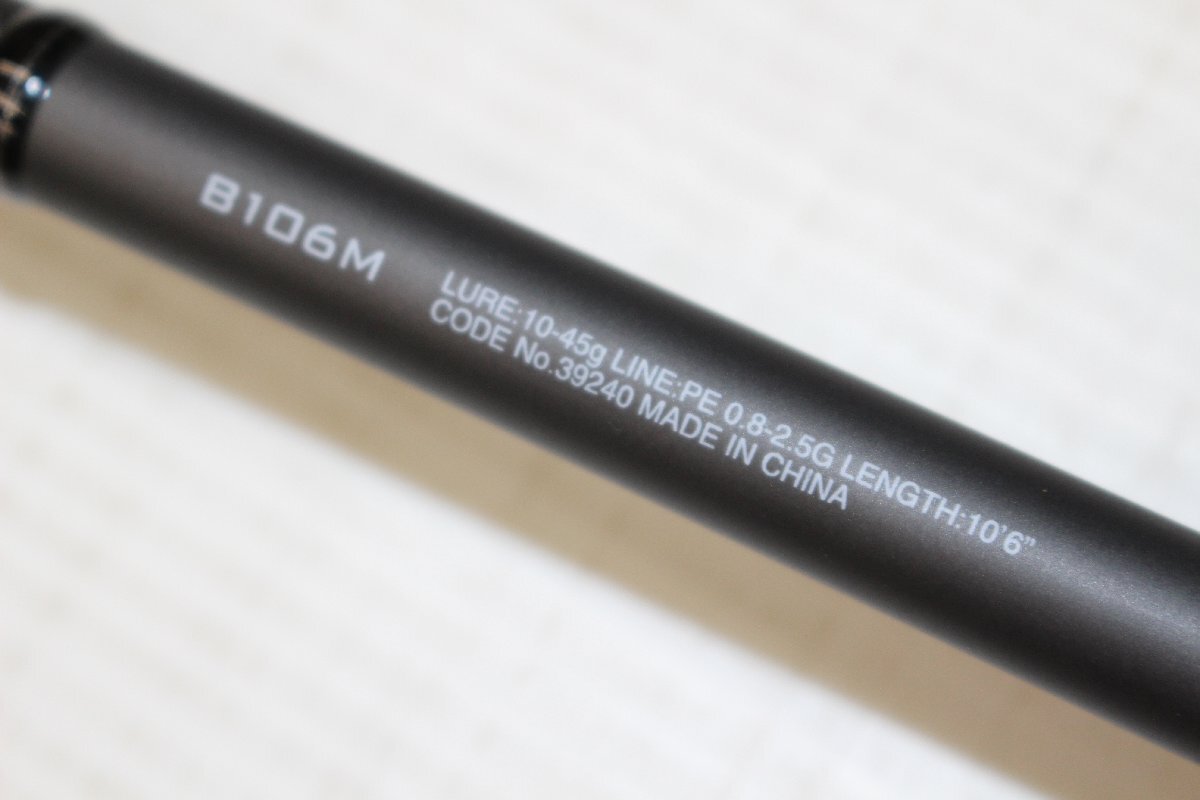 B106M
LURE:10-45g LINE:PE 0.8-2.5G LENGTH:10'6”
CODE No.39240 MADE IN CHINA